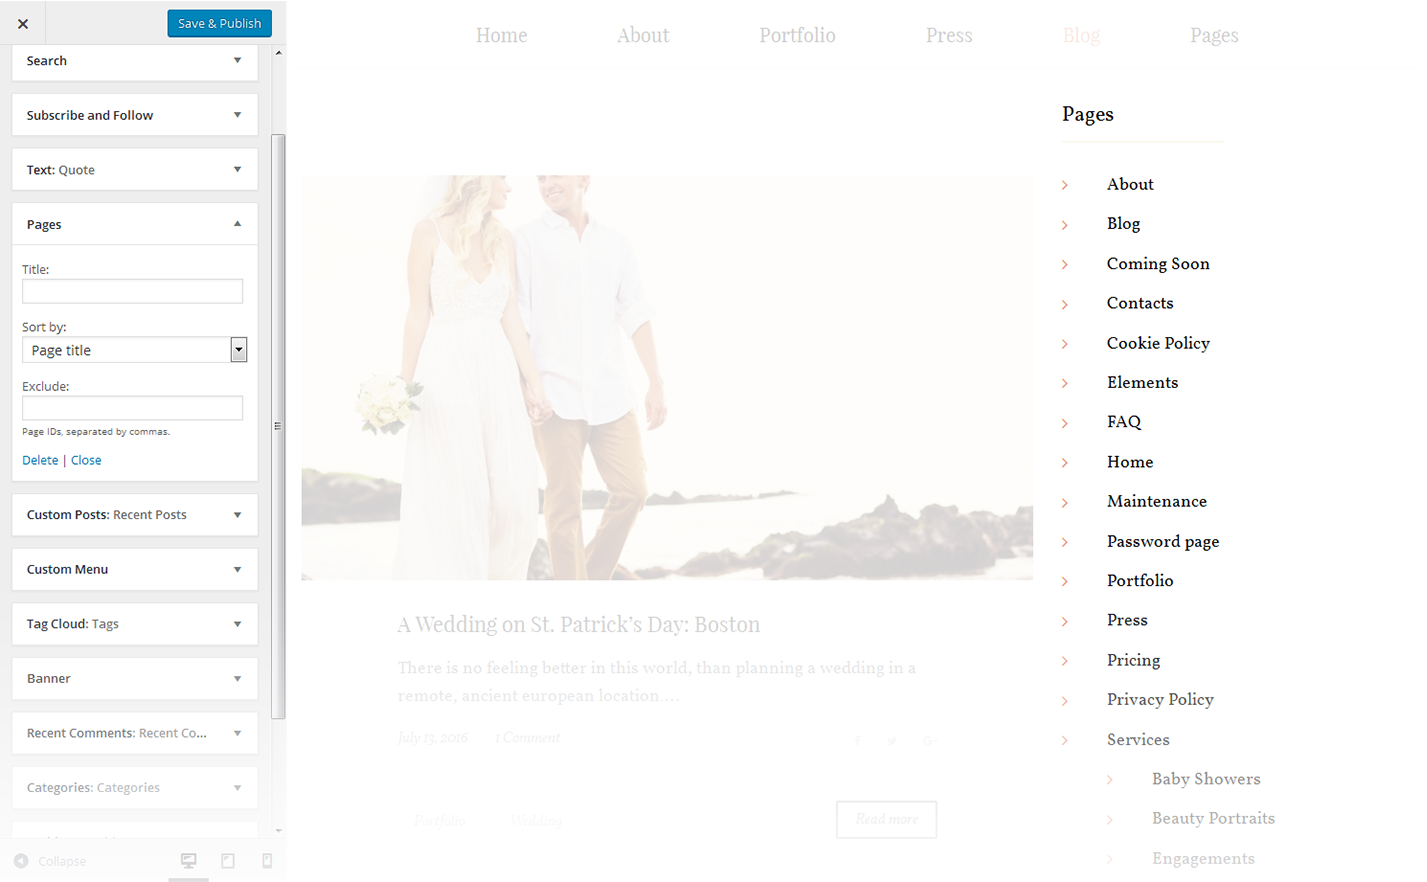 Save & Publish
Search
Subscribe and Follow
Text: Quote
Pages
Title:
Sort by:
Page title
Exclude:
Page IDs, separated by commas.
Delete | Close
Custom Posts: Recent Posts
Custom Menu
Tag Cloud: Tags
Banner
Recent Comments: Recent Co...
Categories: Categories
Collapse
Home About Portfolio Press Blog Pages
A Wedding on St. Patrick's Day: Boston
There is no feeling better in this world, than planning a wedding in a
remote, ancient european location....
July 13, 2016 1 Comment
f G+
Portfolio Wedding
Read more
Pages
About
Blog
Coming Soon
Contacts
Cookie Policy
Elements
FAQ
Home
Maintenance
Password page
Portfolio
Press
Pricing
Privacy Policy
Services
Baby Showers
Beauty Portraits
Engagements